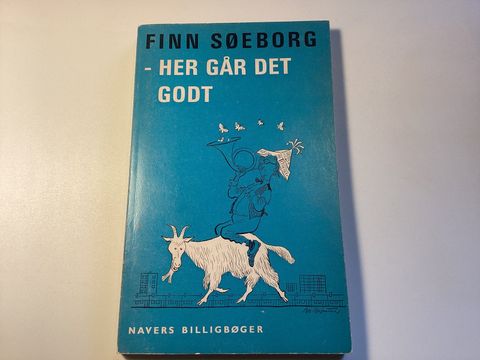 FINN SØEBORG
- HER GÅR DET
GODT
NAVERS BILLIGBØGER